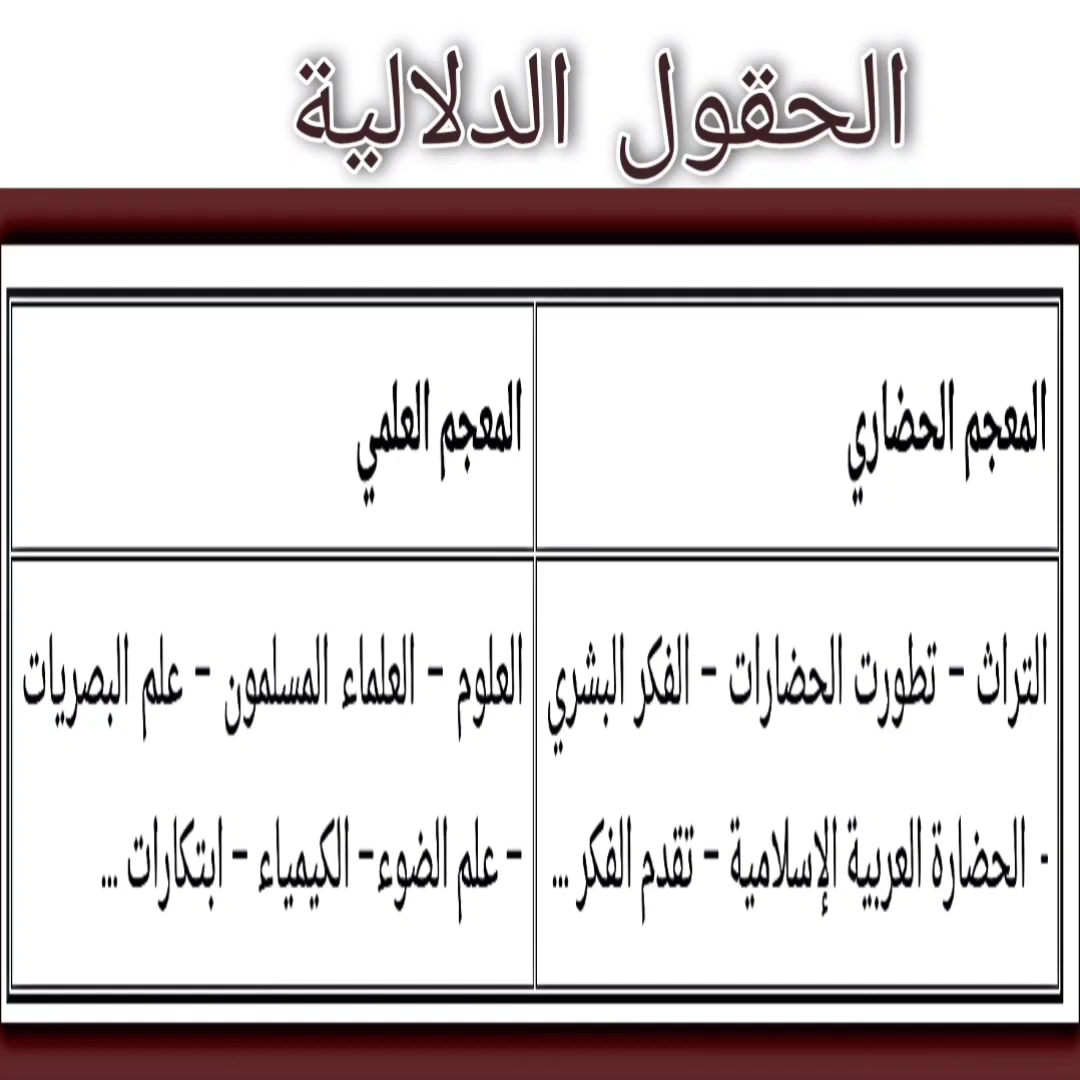 الحقول الدلالية
المعجم الحضاري
المعجم العلمي
التراث - تطورت الحضارات - الفكر البشري
- الحضارة العربية الإسلامية - تقدم الفكر ...
العلوم - العلماء المسلمون - علم البصريات
- علم الضوء- الكيمياء - ابتكارات ...